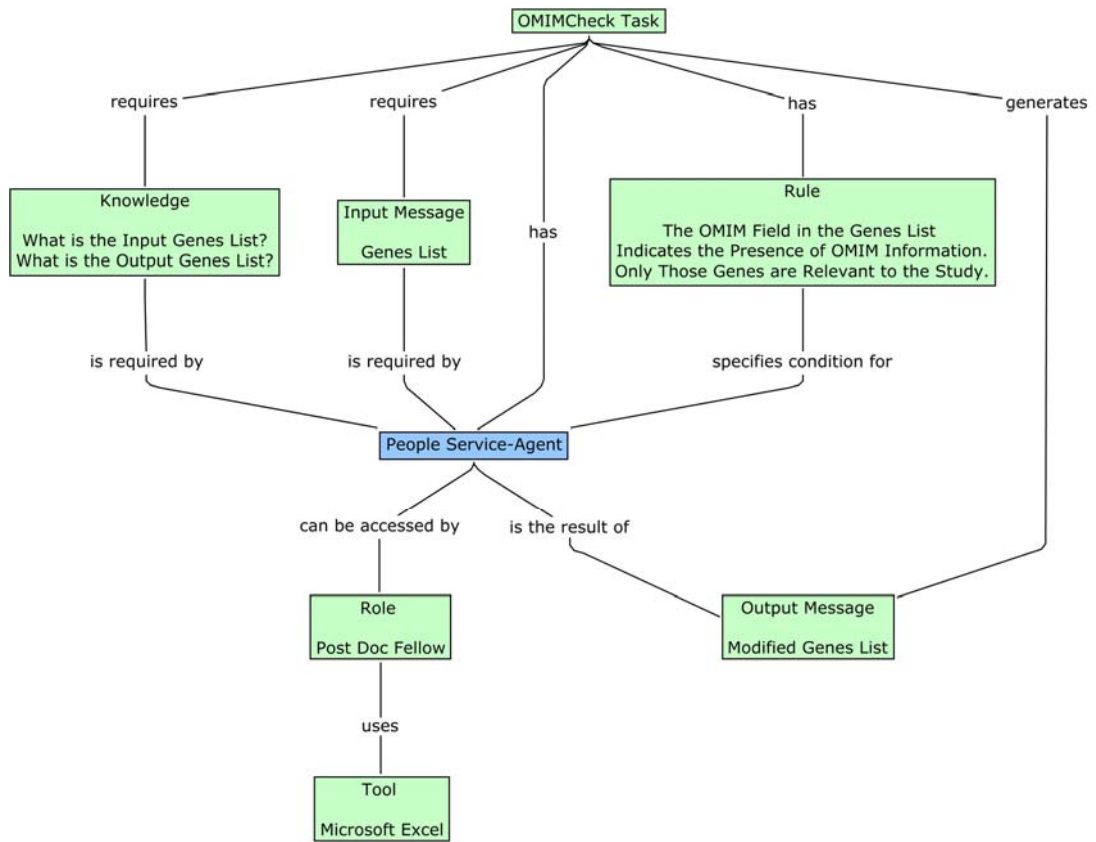 OMIMCheck Task
requires
requires
has
generates
Knowledge
What is the Input Genes List?
What is the Output Genes List?
Input Message
Genes List
has
Rule
The OMIM Field in the Genes List
Indicates the Presence of OMIM Information.
Only Those Genes are Relevant to the Study.
is required by
is required by
specifies condition for
People Service-Agent
can be accessed by
is the result of
Role
Post Doc Fellow
Output Message
Modified Genes List
uses
Tool
Microsoft Excel